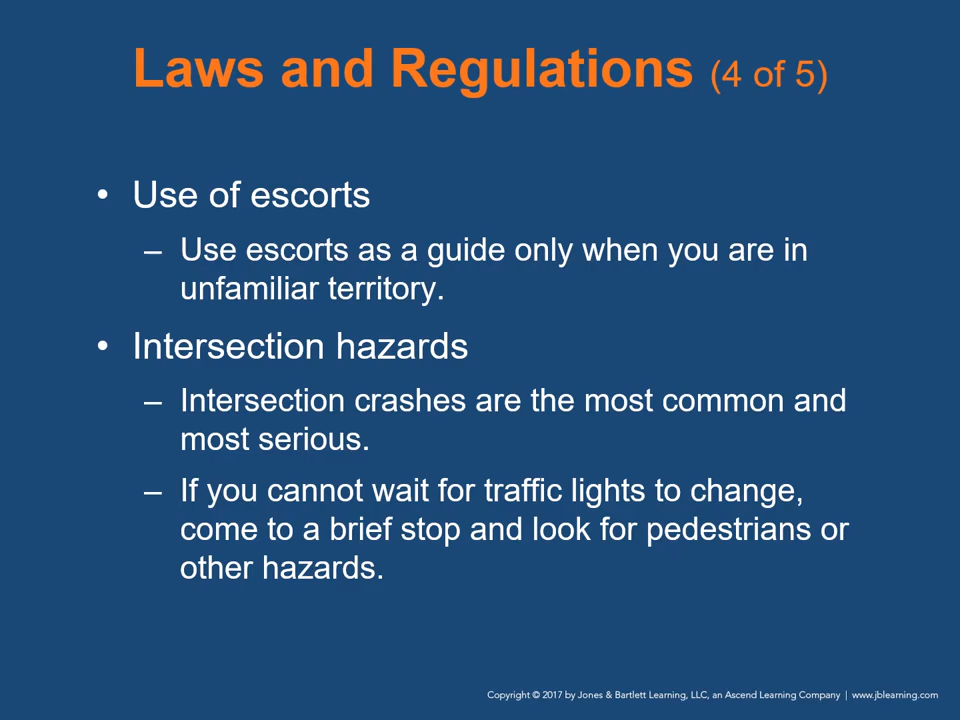 Laws and Regulations (4 of 5)
• Use of escorts
– Use escorts as a guide only when you are in
unfamiliar territory.
• Intersection hazards
– Intersection crashes are the most common and
most serious.
– If you cannot wait for traffic lights to change,
come to a brief stop and look for pedestrians or
other hazards.
Copyright © 2017 by Jones & Bartlett Learning, LLC, an Ascend Learning Company | www.jblearning.com